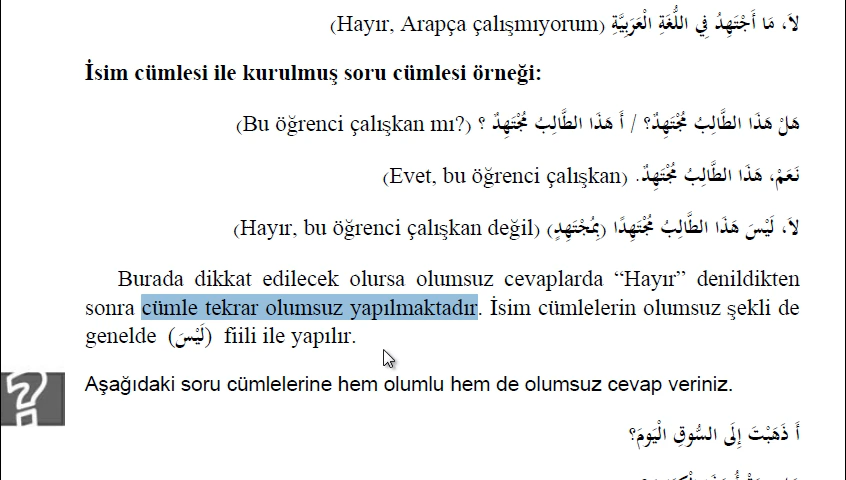 لاَ، مَا أَجْتَهِدُ فِي اللُّغَةِ الْعَرَبِيَّةِ (Hayır, Arapça çalışmıyorum)
İsim cümlesi ile kurulmuş soru cümlesi örneği:
هَلْ هَذَا الطَّالِبُ مُجْتَهِدٌ؟ / أَ هَذَا الطَّالِبُ مُجْتَهِدٌ ؟ (Bu öğrenci çalışkan mı?)
نَعَمْ، هَذَا الطَّالِبُ مُجْتَهِدٌ. (Evet, bu öğrenci çalışkan)
لاَ، لَيْسَ هَذَا الطَّالِبُ مُجْتَهِدًا (بِمُجْتَهِدٍ) (Hayır, bu öğrenci çalışkan değil)
Burada dikkat edilecek olursa olumsuz cevaplarda “Hayır” denildikten
sonra cümle tekrar olumsuz yapılmaktadır. İsim cümlelerin olumsuz şekli de
genelde (لَيْسَ) fiili ile yapılır.
Aşağıdaki soru cümlelerine hem olumlu hem de olumsuz cevap veriniz.
أَ ذَهَبْتَ إِلَى السُّوقِ الْيَوْمَ؟